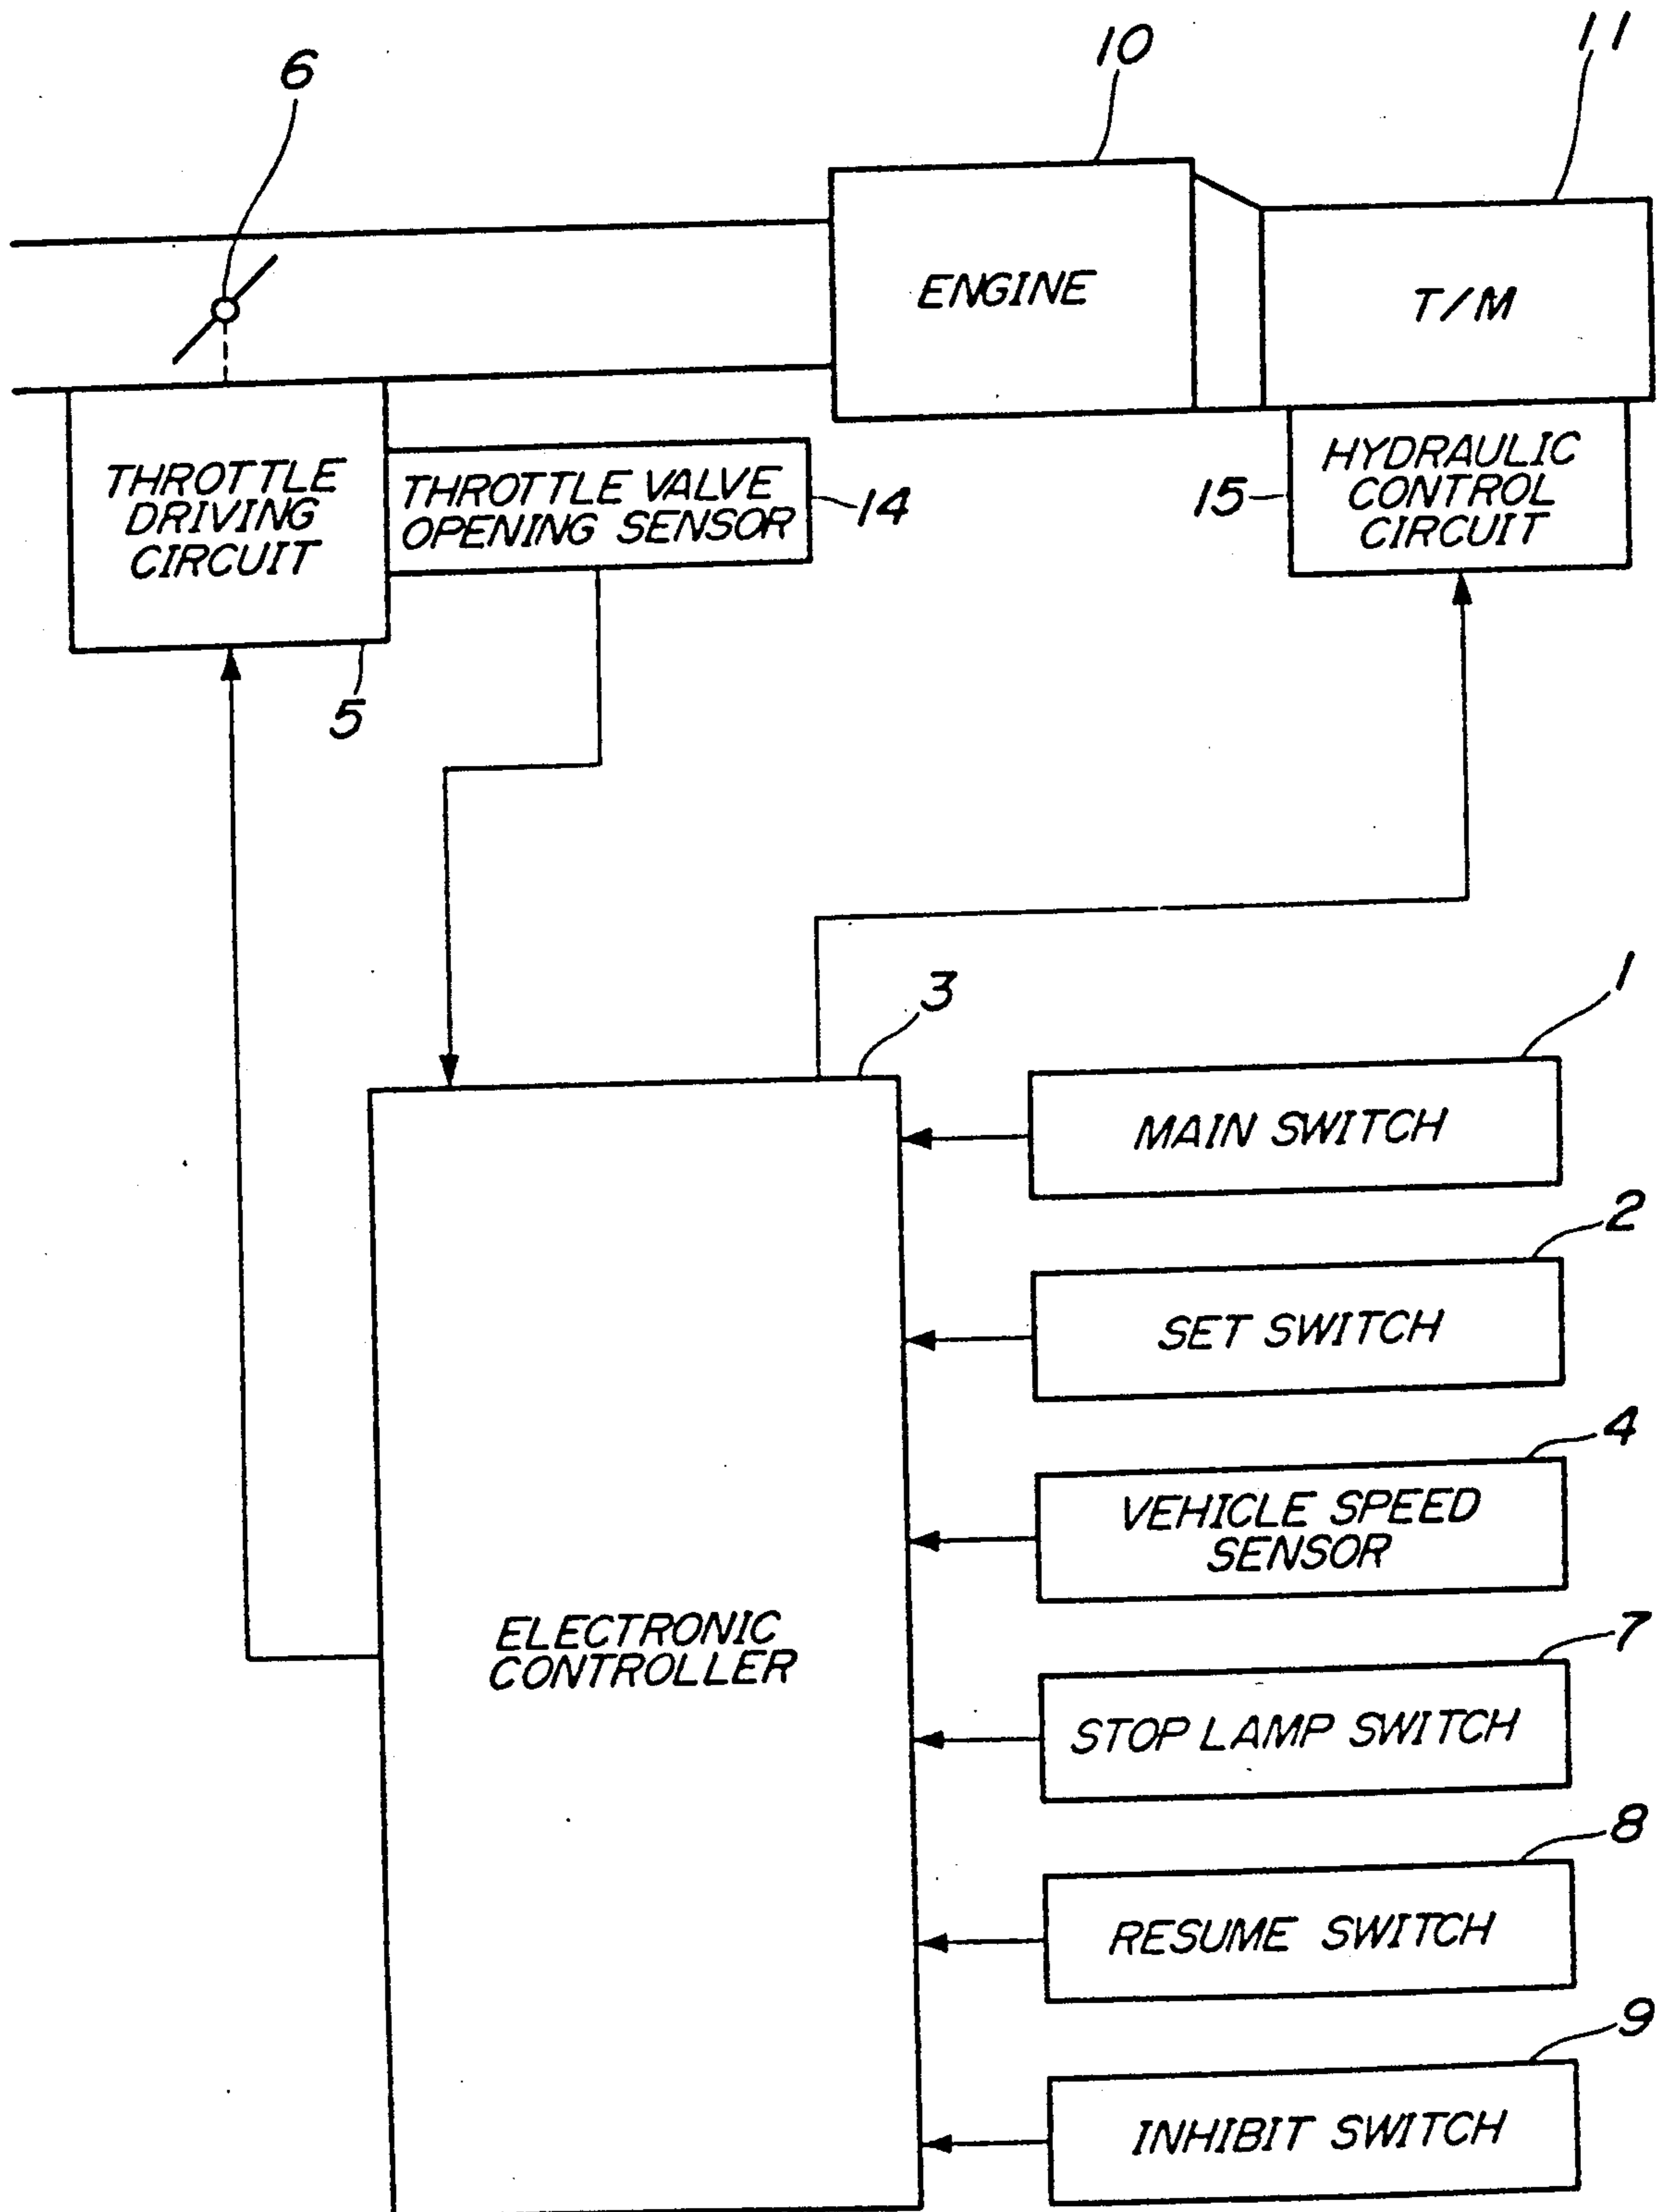 6
10
11
ENGINE
T/M
THROTTLE
DRIVING
CIRCUIT
THROTTLE VALVE
OPENING SENSOR
14
15
HYDRAULIC
CONTROL
CIRCUIT
5
3
1
MAIN SWITCH
2
SET SWITCH
4
VEHICLE SPEED
SENSOR
ELECTRONIC
CONTROLLER
7
STOP LAMP SWITCH
8
RESUME SWITCH
9
INHIBIT SWITCH